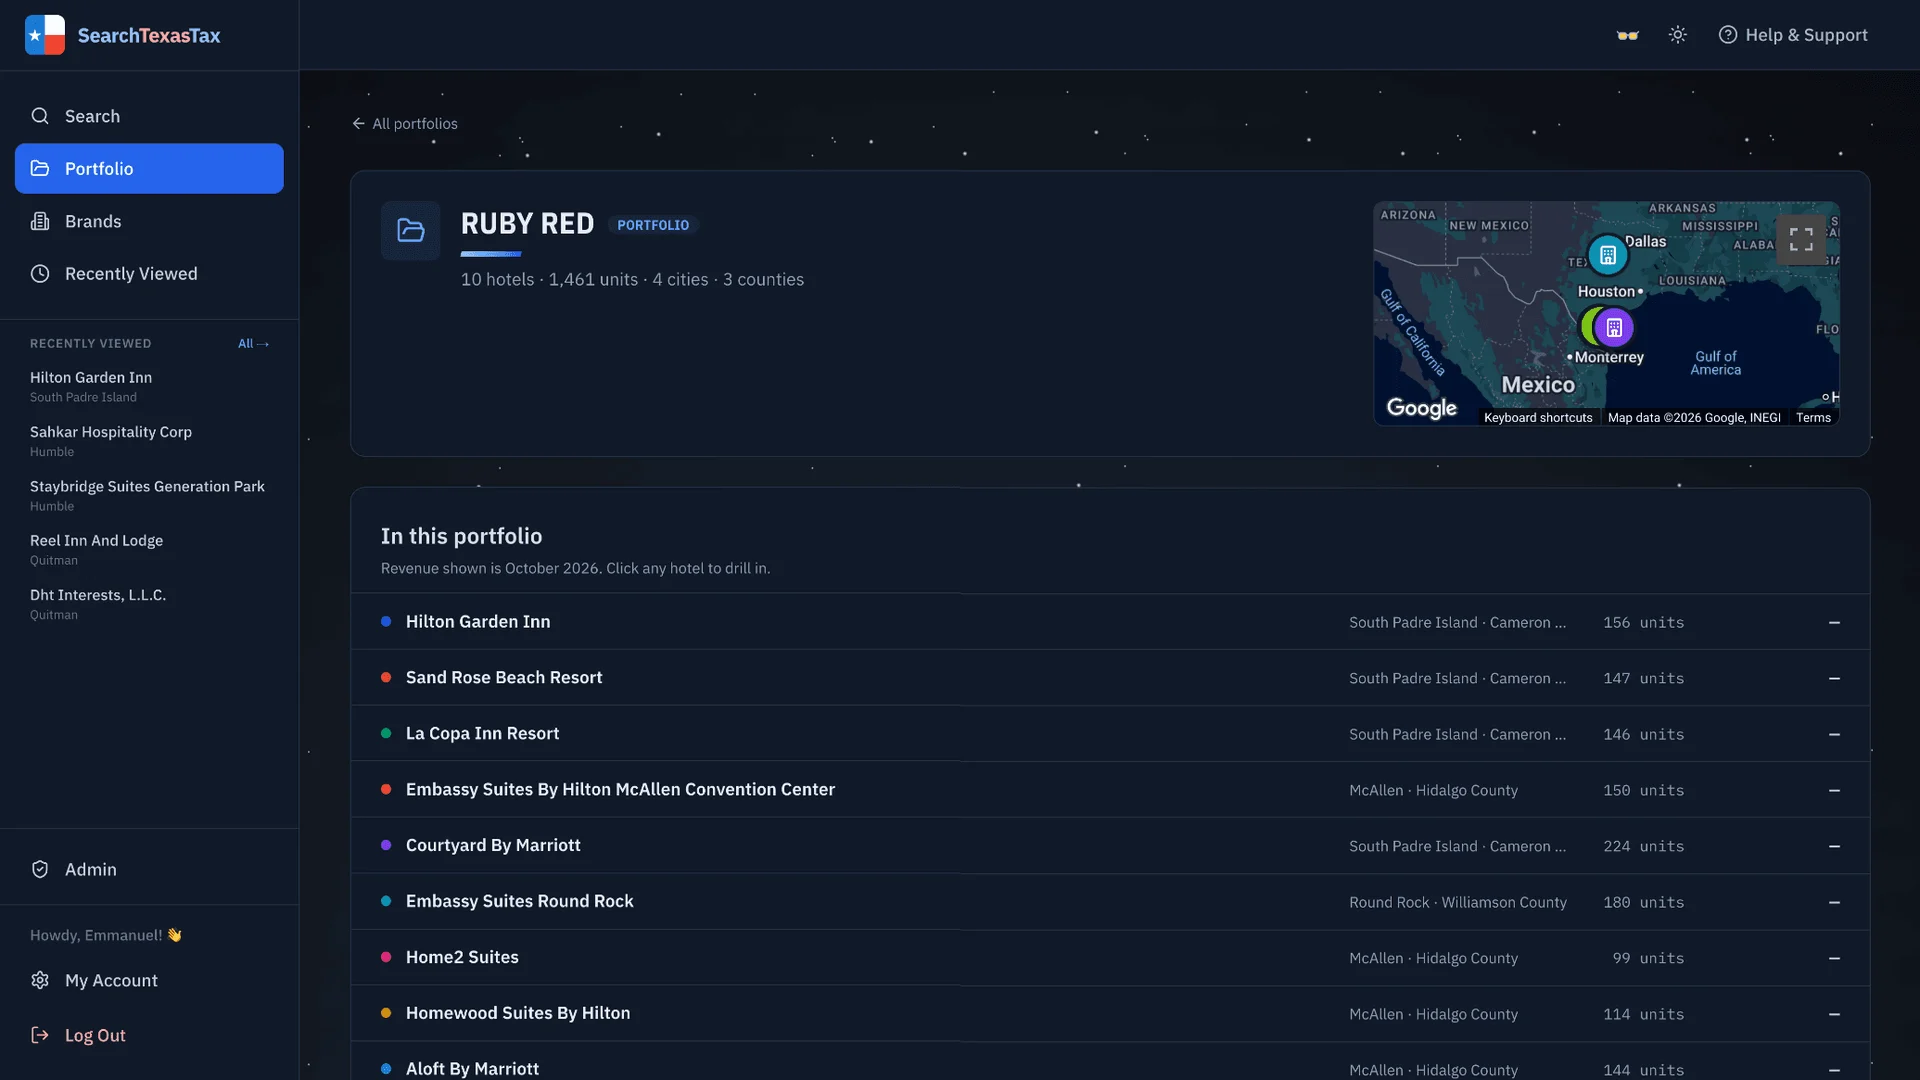 SearchTexasTax
Help & Support
Search
Portfolio
Brands
Recently Viewed
RECENTLY VIEWED
All →
Hilton Garden Inn
South Padre Island
Sahkar Hospitality Corp
Humble
Staybridge Suites Generation Park
Humble
Reel Inn And Lodge
Quitman
Dht Interests, L.L.C.
Quitman
Admin
Howdy, Emmanuel! 👋
My Account
Log Out
← All portfolios
RUBY RED
PORTFOLIO
10 hotels · 1,461 units · 4 cities · 3 counties
ARIZONA
NEW MEXICO
ARKANSAS
MISSISSIPPI
ALABA
Dallas
TE
LOUISIANA
Houston
Gulf of California
FLO
Monterrey
Gulf of
America
Mexico
H
Google
Keyboard shortcuts
Map data ©2026 Google, INEGI
Terms
In this portfolio
Revenue shown is October 2026. Click any hotel to drill in.
Hilton Garden Inn South Padre Island · Cameron ... 156 units –
Sand Rose Beach Resort South Padre Island · Cameron ... 147 units –
La Copa Inn Resort South Padre Island · Cameron ... 146 units –
Embassy Suites By Hilton McAllen Convention Center McAllen · Hidalgo County 150 units –
Courtyard By Marriott South Padre Island · Cameron ... 224 units –
Embassy Suites Round Rock Round Rock · Williamson County 180 units –
Home2 Suites McAllen · Hidalgo County 99 units –
Homewood Suites By Hilton McAllen · Hidalgo County 114 units –
Aloft By Marriott McAllen · Hidalgo County 144 units –